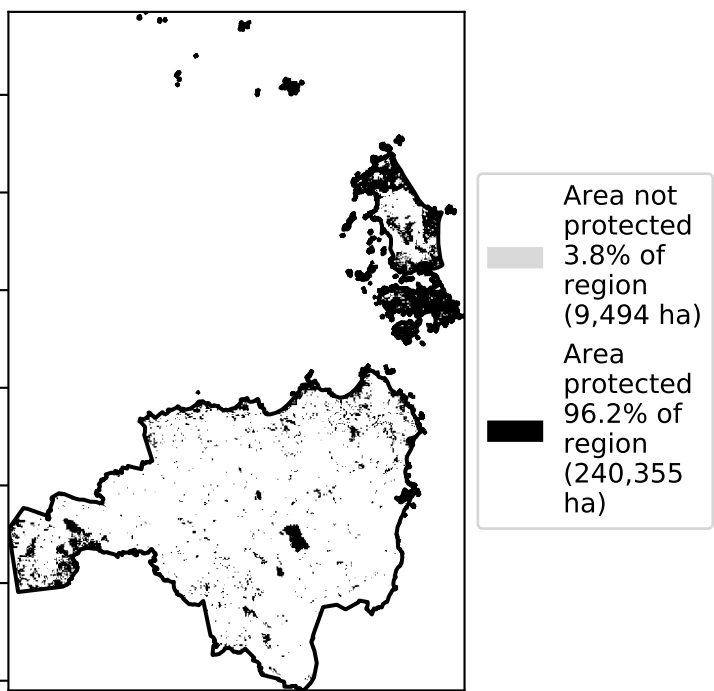 Area not
protected
3.8% of
region
(9,494 ha)
Area
protected
96.2% of
region
(240,355
ha)